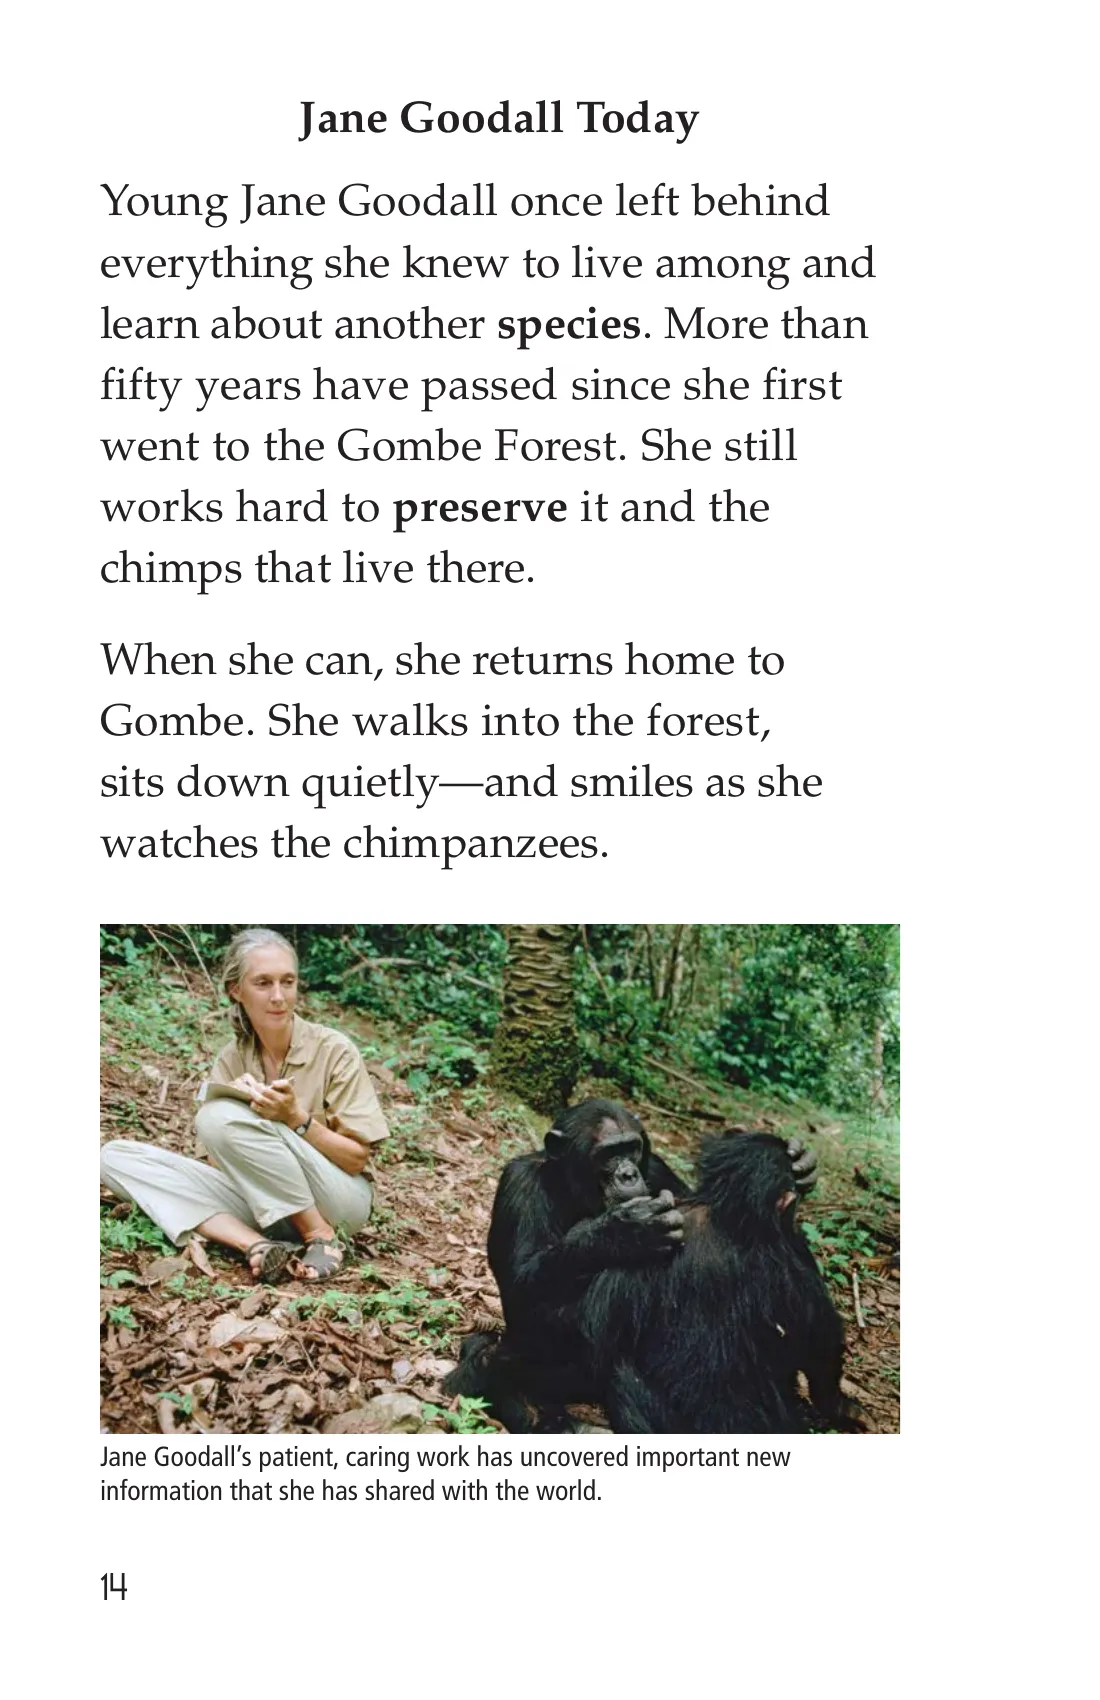 Jane Goodall Today
Young Jane Goodall once left behind
everything she knew to live among and
learn about another species. More than
fifty years have passed since she first
went to the Gombe Forest. She still
works hard to preserve it and the
chimps that live there.
When she can, she returns home to
Gombe. She walks into the forest,
sits down quietly—and smiles as she
watches the chimpanzees.
Jane Goodall’s patient, caring work has uncovered important new
information that she has shared with the world.
14